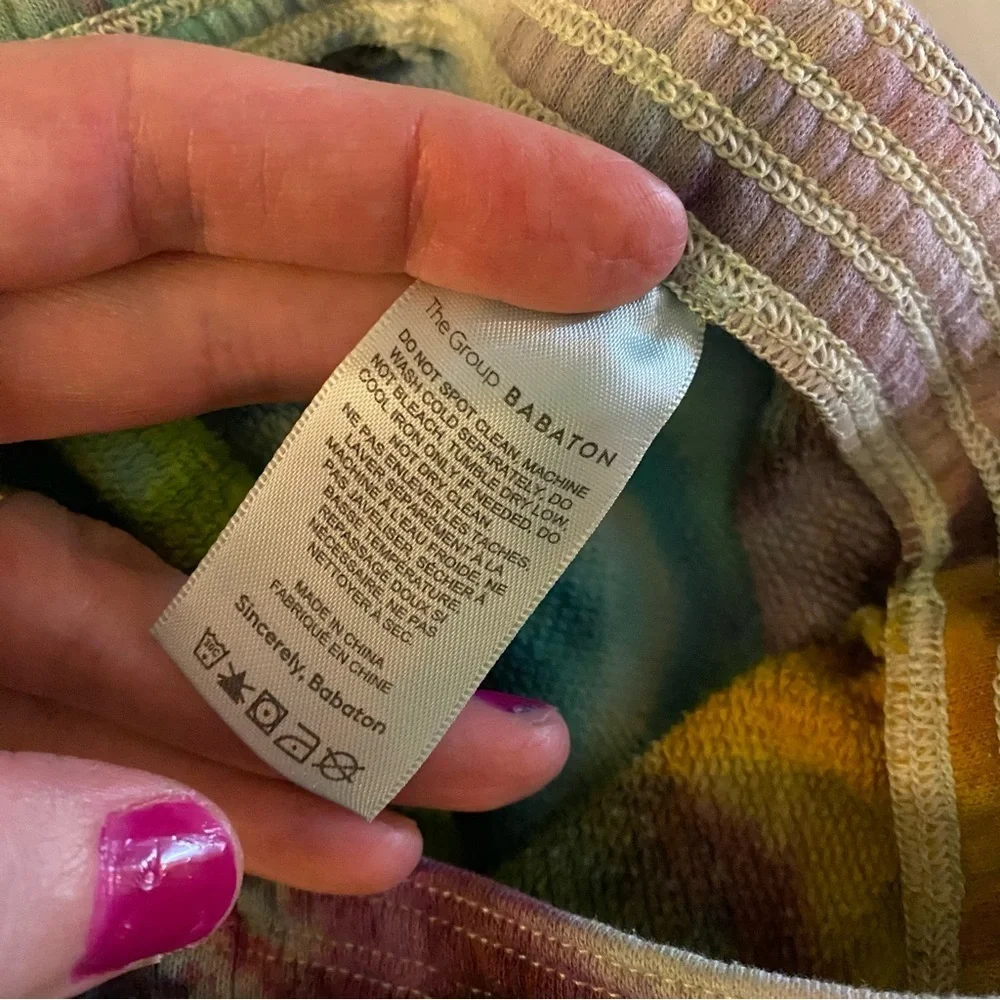 The Group BABATON
DO NOT SPOT CLEAN, MACHINE
WASH COLD SEPARATELY. DO
NOT BLEACH. TUMBLE DRY LOW.
COOL IRON ONLY IF NEEDED. DO
NOT DRY CLEAN.
NE PAS ENLEVER LES TACHES.
LAVER SÉPARÉMENT À LA
MACHINE À L'EAU FROIDE. NE
PAS JAVELLISER. SÉCHER À
BASSE TEMPÉRATURE.
REPASSAGE DOUX SI
NÉCESSAIRE. NE PAS
NETTOYER À SEC.
MADE IN CHINA
FABRIQUÉ EN CHINE
Sincerely, Babaton